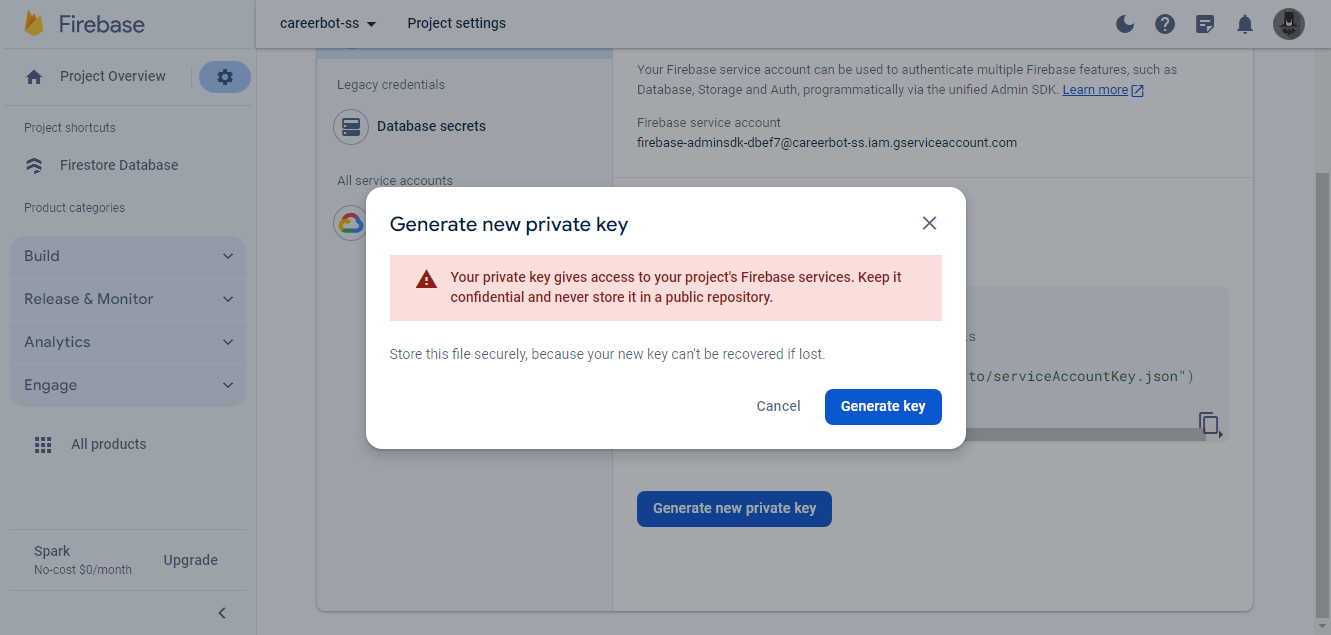 Firebase
careerbot-ss
Project settings
Project Overview
Project shortcuts
Firestore Database
Product categories
Build
Release & Monitor
Analytics
Engage
All products
Spark
No-cost $0/month
Upgrade
Legacy credentials
Database secrets
All service accounts
Your Firebase service account can be used to authenticate multiple Firebase features, such as
Database, Storage and Auth, programmatically via the unified Admin SDK. Learn more
Firebase service account
firebase-adminsdk-dbef7@careerbot-ss.iam.gserviceaccount.com
Generate new private key
Your private key gives access to your project's Firebase services. Keep it
confidential and never store it in a public repository.
Store this file securely, because your new key can't be recovered if lost.
Cancel
Generate key
to/serviceAccountKey.json")
Generate new private key